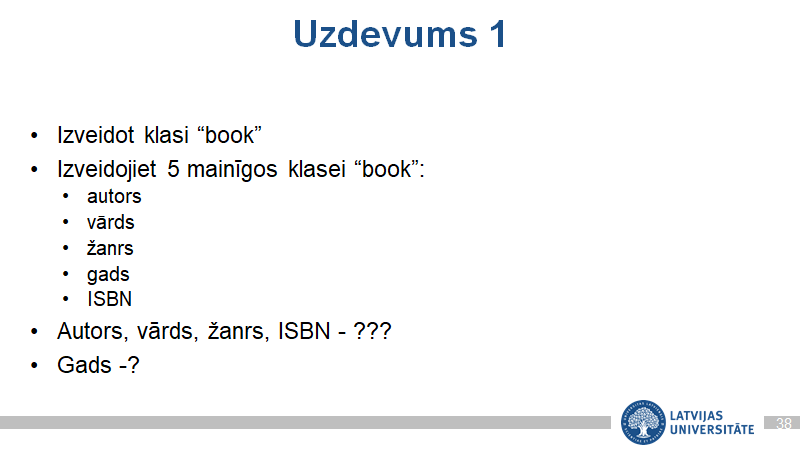 Uzdevums 1
• Izveidot klasi “book”
• Izveidojiet 5 mainīgos klasei “book”:
• autors
• vārds
• žanrs
• gads
• ISBN
• Autors, vārds, žanrs, ISBN - ???
• Gads -?
LATVIJAS
UNIVERSITĀTE
38